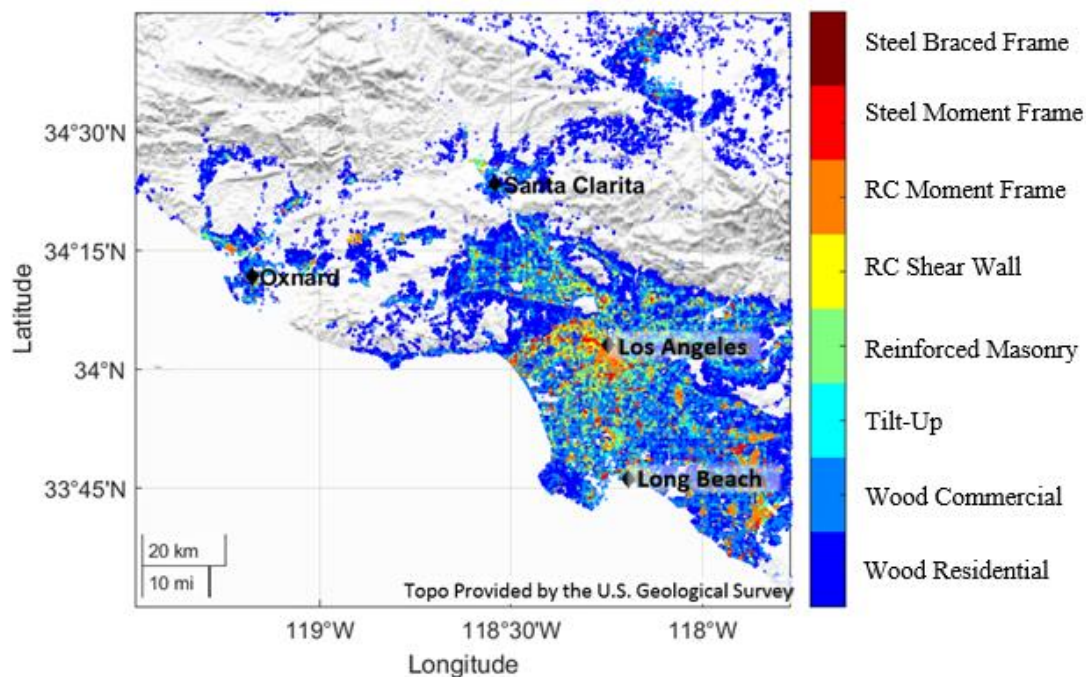 34°30'N
34°15'N
34°N
33°45'N
Latitude
Santa Clarita
Oxnard
Los Angeles
Long Beach
20 km
10 mi
Topo Provided by the U.S. Geological Survey
119°W
118°30'W
118°W
Longitude
Steel Braced Frame
Steel Moment Frame
RC Moment Frame
RC Shear Wall
Reinforced Masonry
Tilt-Up
Wood Commercial
Wood Residential